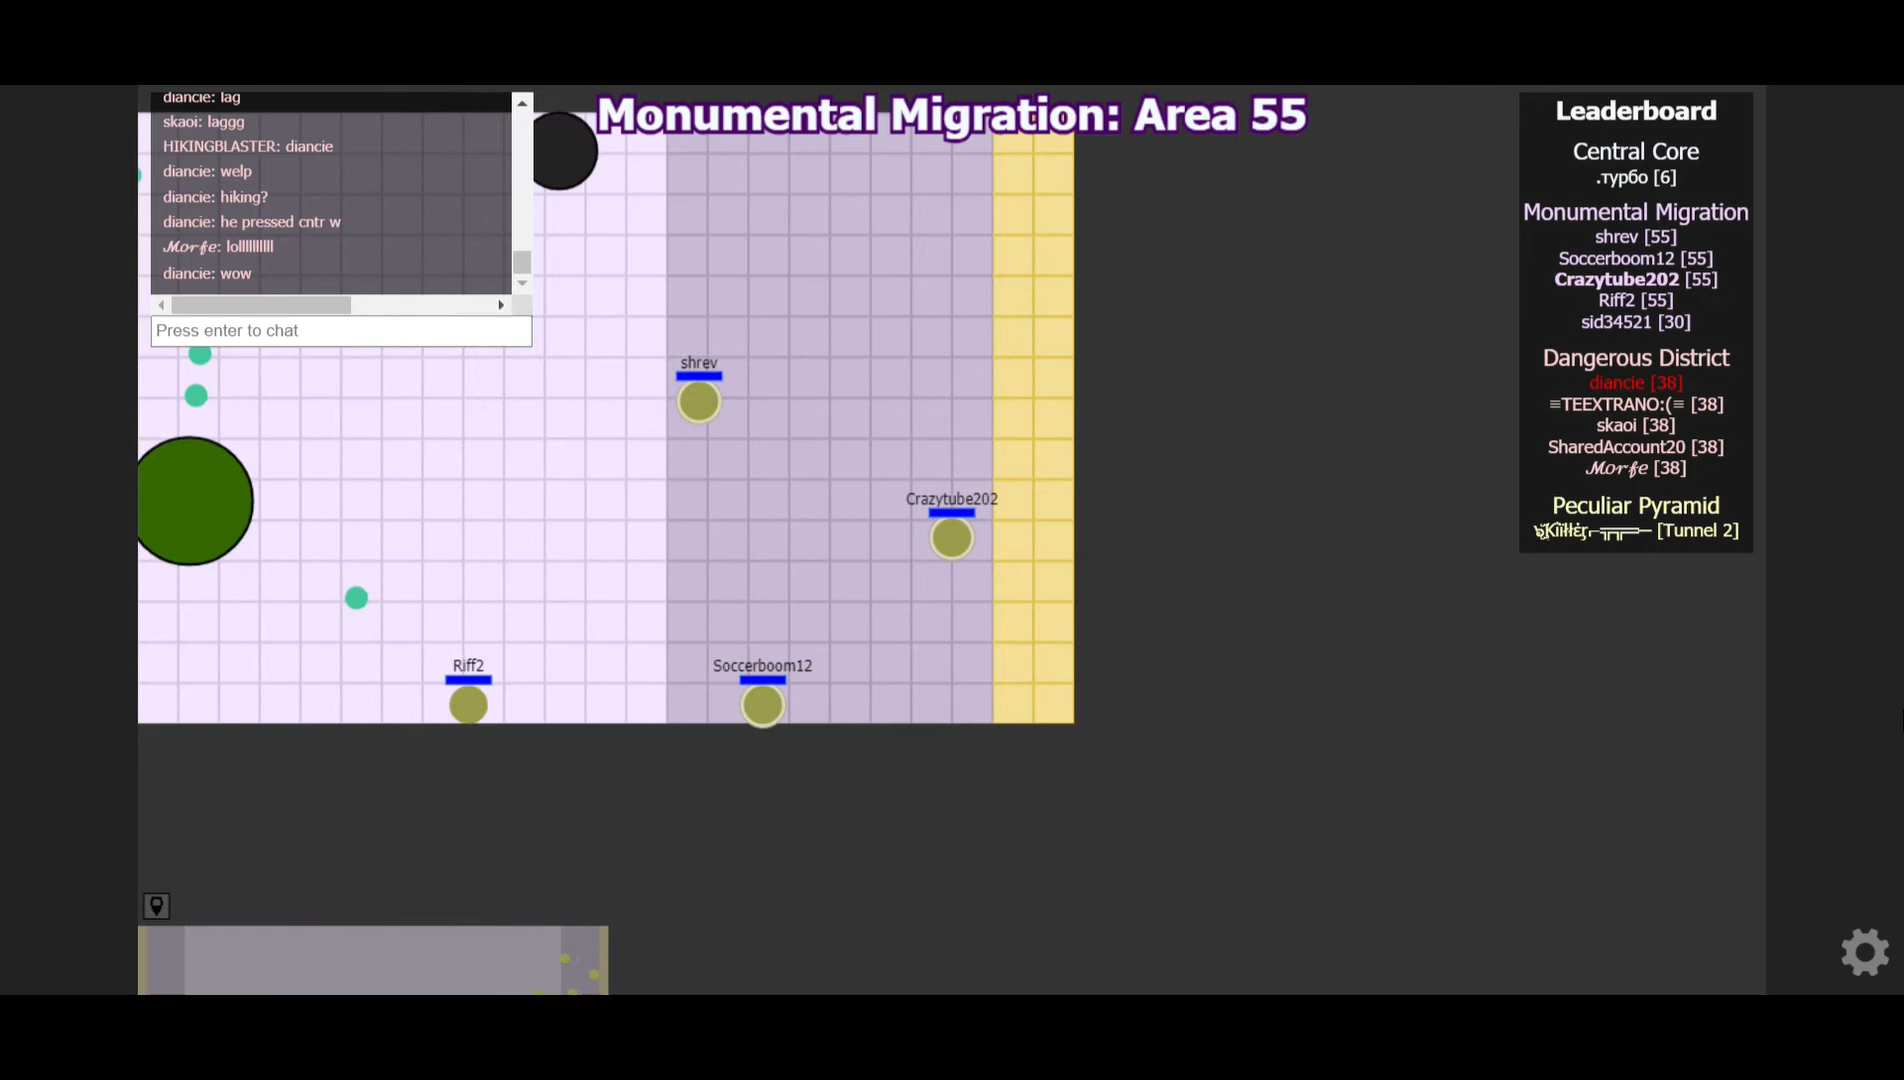 diancie: lag
skaoi: laggg
HIKINGBLASTER: diancie
diancie: welp
diancie: hiking?
diancie: he pressed cntr w
𝓜𝓸𝓻𝓯𝓮: lolllllllll
diancie: wow
Press enter to chat
Monumental Migration: Area 55
shrev
Crazytube202
Riff2
Soccerboom12
Leaderboard
Central Core
.турбо [6]
Monumental Migration
shrev [55]
Soccerboom12 [55]
Crazytube202 [55]
Riff2 [55]
sid34521 [30]
Dangerous District
diancie [38]
≡TEEXTRANO:(≡ [38]
skaoi [38]
SharedAccount20 [38]
𝓜𝓸𝓻𝓯𝓮 [38]
Peculiar Pyramid
[Tunnel 2]